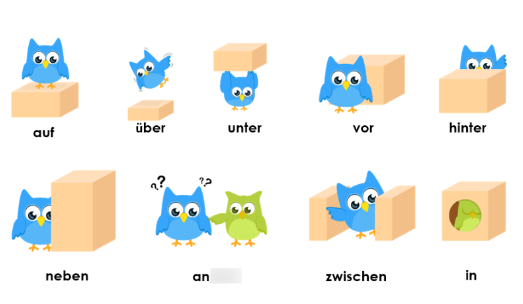 auf über unter vor hinter
?? ??
neben an zwischen in